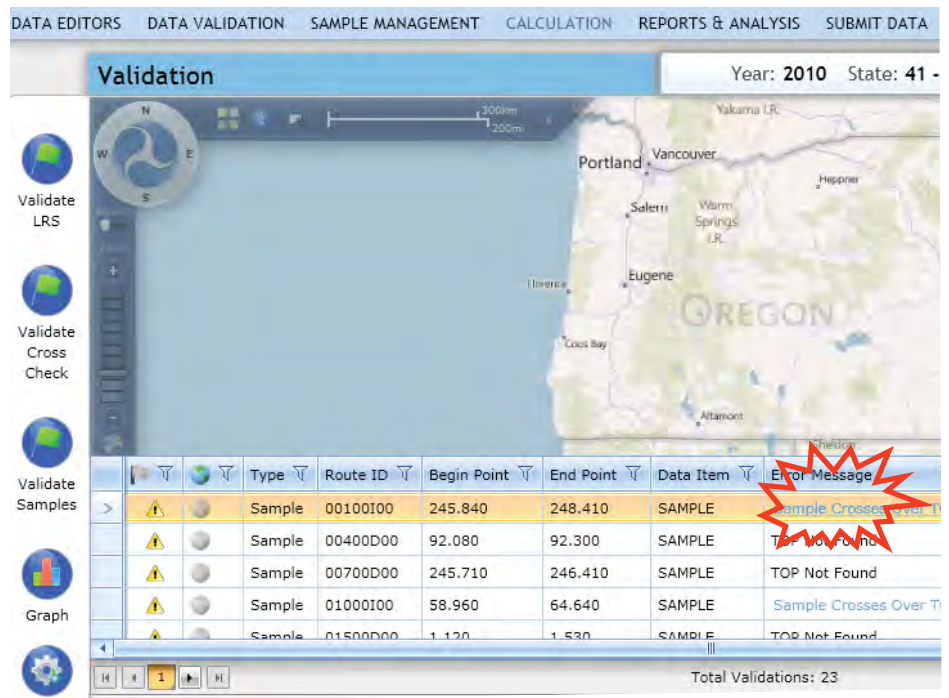 DATA EDITORS DATA VALIDATION SAMPLE MANAGEMENT CALCULATION REPORTS & ANALYSIS SUBMIT DATA
Validation
Year: 2010 State: 41 -
N
W E
S
300km
200mi
Yakama I.R.
Portland Vancouver
Heppner
Salem Warm
Springs
I.R.
Florence Eugene
OREGON
Coos Bay
Altamont
Sheldon
Validate
LRS
Validate
Cross
Check
Validate
Samples
Graph
Type Route ID Begin Point End Point Data Item Error Message
> Sample 00100I00 245.840 248.410 SAMPLE Sample Crosses Over T
Sample 00400D00 92.080 92.300 SAMPLE TOP Not Found
Sample 00700D00 245.710 246.410 SAMPLE TOP Not Found
Sample 01000I00 58.960 64.640 SAMPLE Sample Crosses Over T
Sample 01500D00 1.120 1.530 SAMPLE TOP Not Found
1
Total Validations: 23